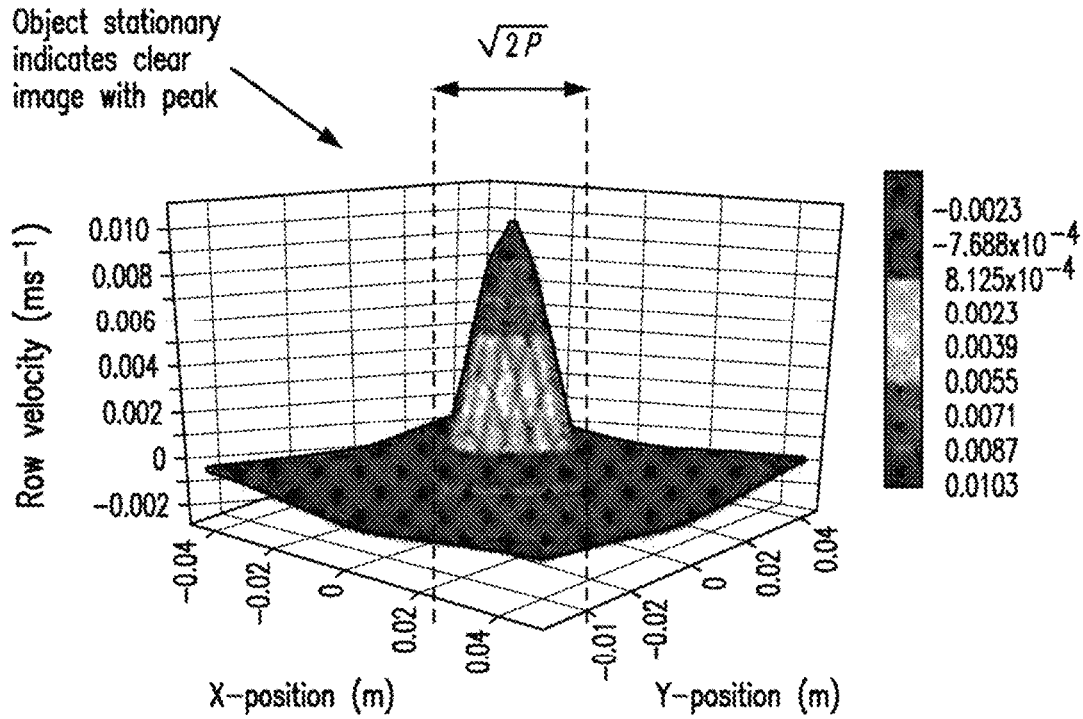 Object stationary
indicates clear
image with peak
√2P
Row velocity (ms⁻¹)
0.010
0.008
0.006
0.004
0.002
0
-0.002
-0.04
-0.02
0
0.02
0.04
X-position (m)
-0.01
-0.02
0
0.02
0.04
Y-position (m)
-0.0023
-7.688x10⁻⁴
8.125x10⁻⁴
0.0023
0.0039
0.0055
0.0071
0.0087
0.0103